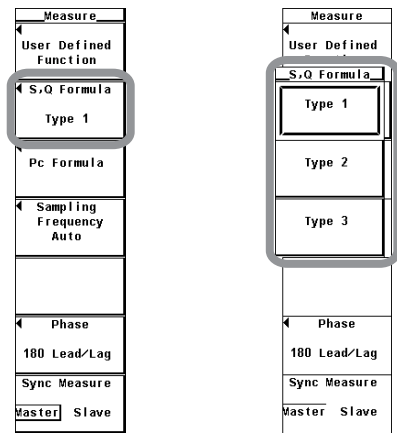 Measure
User Defined
Function
S,Q Formula
Type 1
Pc Formula
Sampling
Frequency
Auto
Phase
180 Lead/Lag
Sync Measure
Master Slave
Measure
User Defined
S,Q Formula
Type 1
Type 2
Type 3
Phase
180 Lead/Lag
Sync Measure
Master Slave